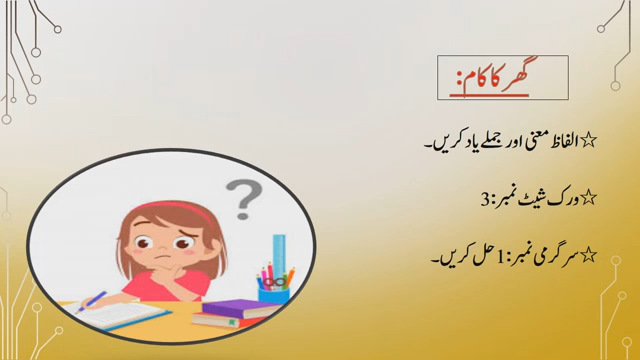 گھر کا کام:
☆الفاظ معنی اور جملے یاد کریں۔
☆ورک شیٹ نمبر:3
☆سرگرمی نمبر:1 حل کریں۔
?